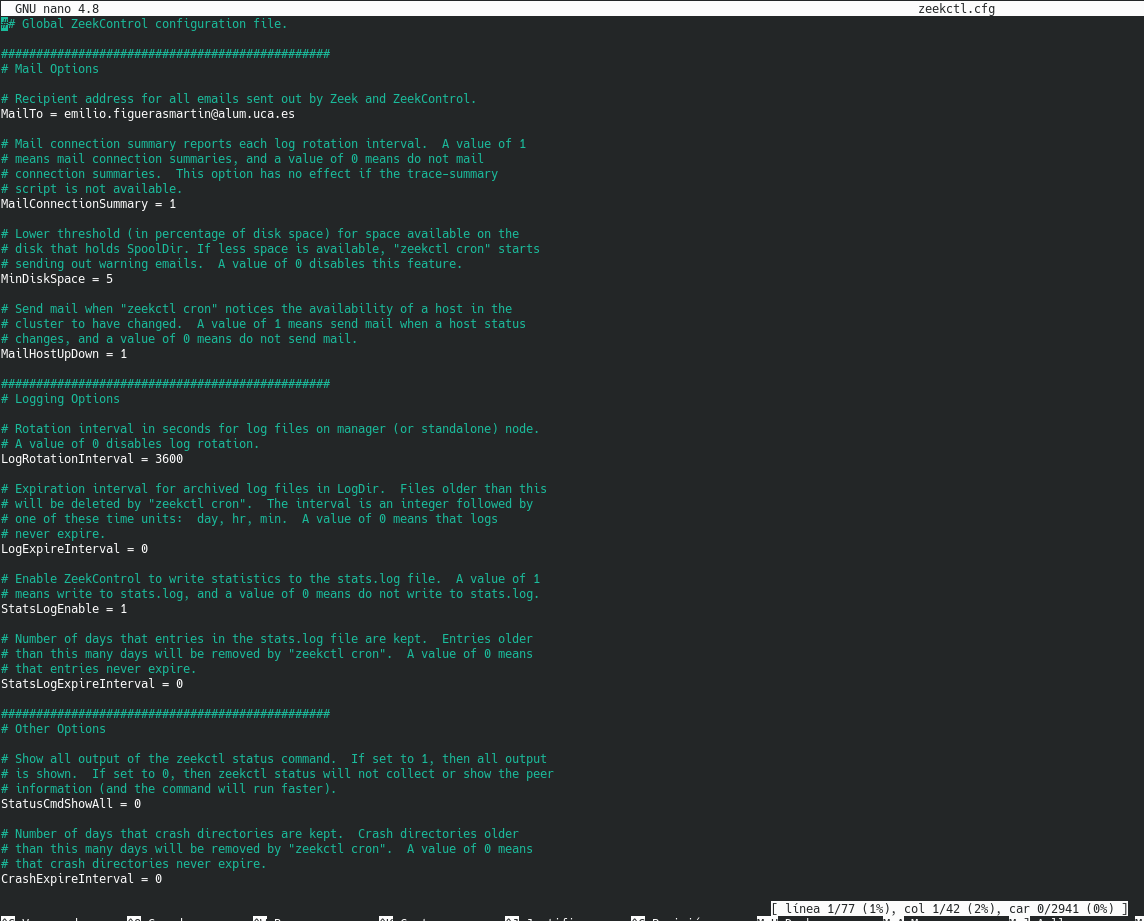 GNU nano 4.8 zeekctl.cfg
## Global ZeekControl configuration file.
###############################################
# Mail Options
# Recipient address for all emails sent out by Zeek and ZeekControl.
MailTo = emilio.figuerasmartin@alum.uca.es
# Mail connection summary reports each log rotation interval.  A value of 1
# means mail connection summaries, and a value of 0 means do not mail
# connection summaries.  This option has no effect if the trace-summary
# script is not available.
MailConnectionSummary = 1
# Lower threshold (in percentage of disk space) for space available on the
# disk that holds SpoolDir. If less space is available, "zeekctl cron" starts
# sending out warning emails.  A value of 0 disables this feature.
MinDiskSpace = 5
# Send mail when "zeekctl cron" notices the availability of a host in the
# cluster to have changed.  A value of 1 means send mail when a host status
# changes, and a value of 0 means do not send mail.
MailHostUpDown = 1
###############################################
# Logging Options
# Rotation interval in seconds for log files on manager (or standalone) node.
# A value of 0 disables log rotation.
LogRotationInterval = 3600
# Expiration interval for archived log files in LogDir.  Files older than this
# will be deleted by "zeekctl cron".  The interval is an integer followed by
# one of these time units:  day, hr, min.  A value of 0 means that logs
# never expire.
LogExpireInterval = 0
# Enable ZeekControl to write statistics to the stats.log file.  A value of 1
# means write to stats.log, and a value of 0 means do not write to stats.log.
StatsLogEnable = 1
# Number of days that entries in the stats.log file are kept.  Entries older
# than this many days will be removed by "zeekctl cron".  A value of 0 means
# that entries never expire.
StatsLogExpireInterval = 0
###############################################
# Other Options
# Show all output of the zeekctl status command.  If set to 1, then all output
# is shown.  If set to 0, then zeekctl status will not collect or show the peer
# information (and the command will run faster).
StatusCmdShowAll = 0
# Number of days that crash directories are kept.  Crash directories older
# than this many days will be removed by "zeekctl cron".  A value of 0 means
# that crash directories never expire.
CrashExpireInterval = 0
[ línea 1/77 (1%), col 1/42 (2%), car 0/2941 (0%) ]